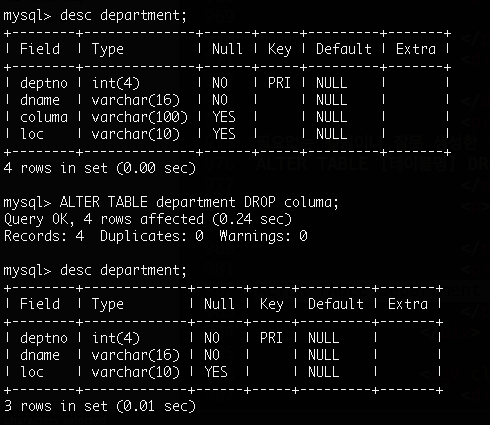 mysql> desc department;
+--------+--------------+------+-----+---------+-------+
| Field  | Type         | Null | Key | Default | Extra |
+--------+--------------+------+-----+---------+-------+
| deptno | int(4)       | NO   | PRI | NULL    |       |
| dname  | varchar(16)  | NO   |     | NULL    |       |
| columa | varchar(100) | YES  |     | NULL    |       |
| loc    | varchar(10)  | YES  |     | NULL    |       |
+--------+--------------+------+-----+---------+-------+
4 rows in set (0.00 sec)
mysql> ALTER TABLE department DROP columa;
Query OK, 4 rows affected (0.24 sec)
Records: 4  Duplicates: 0  Warnings: 0
mysql> desc department;
+--------+-------------+------+-----+---------+-------+
| Field  | Type        | Null | Key | Default | Extra |
+--------+-------------+------+-----+---------+-------+
| deptno | int(4)      | NO   | PRI | NULL    |       |
| dname  | varchar(16) | NO   |     | NULL    |       |
| loc    | varchar(10) | YES  |     | NULL    |       |
+--------+-------------+------+-----+---------+-------+
3 rows in set (0.01 sec)